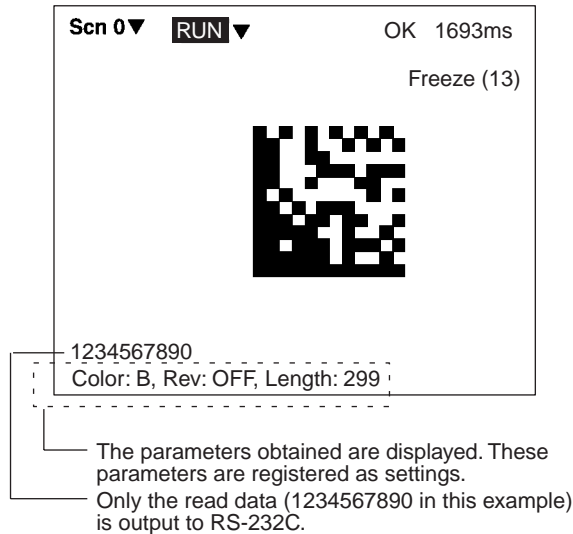 Scn 0▼ RUN ▼ OK 1693ms
Freeze (13)
1234567890
Color: B, Rev: OFF, Length: 299
The parameters obtained are displayed. These
parameters are registered as settings.
Only the read data (1234567890 in this example)
is output to RS-232C.